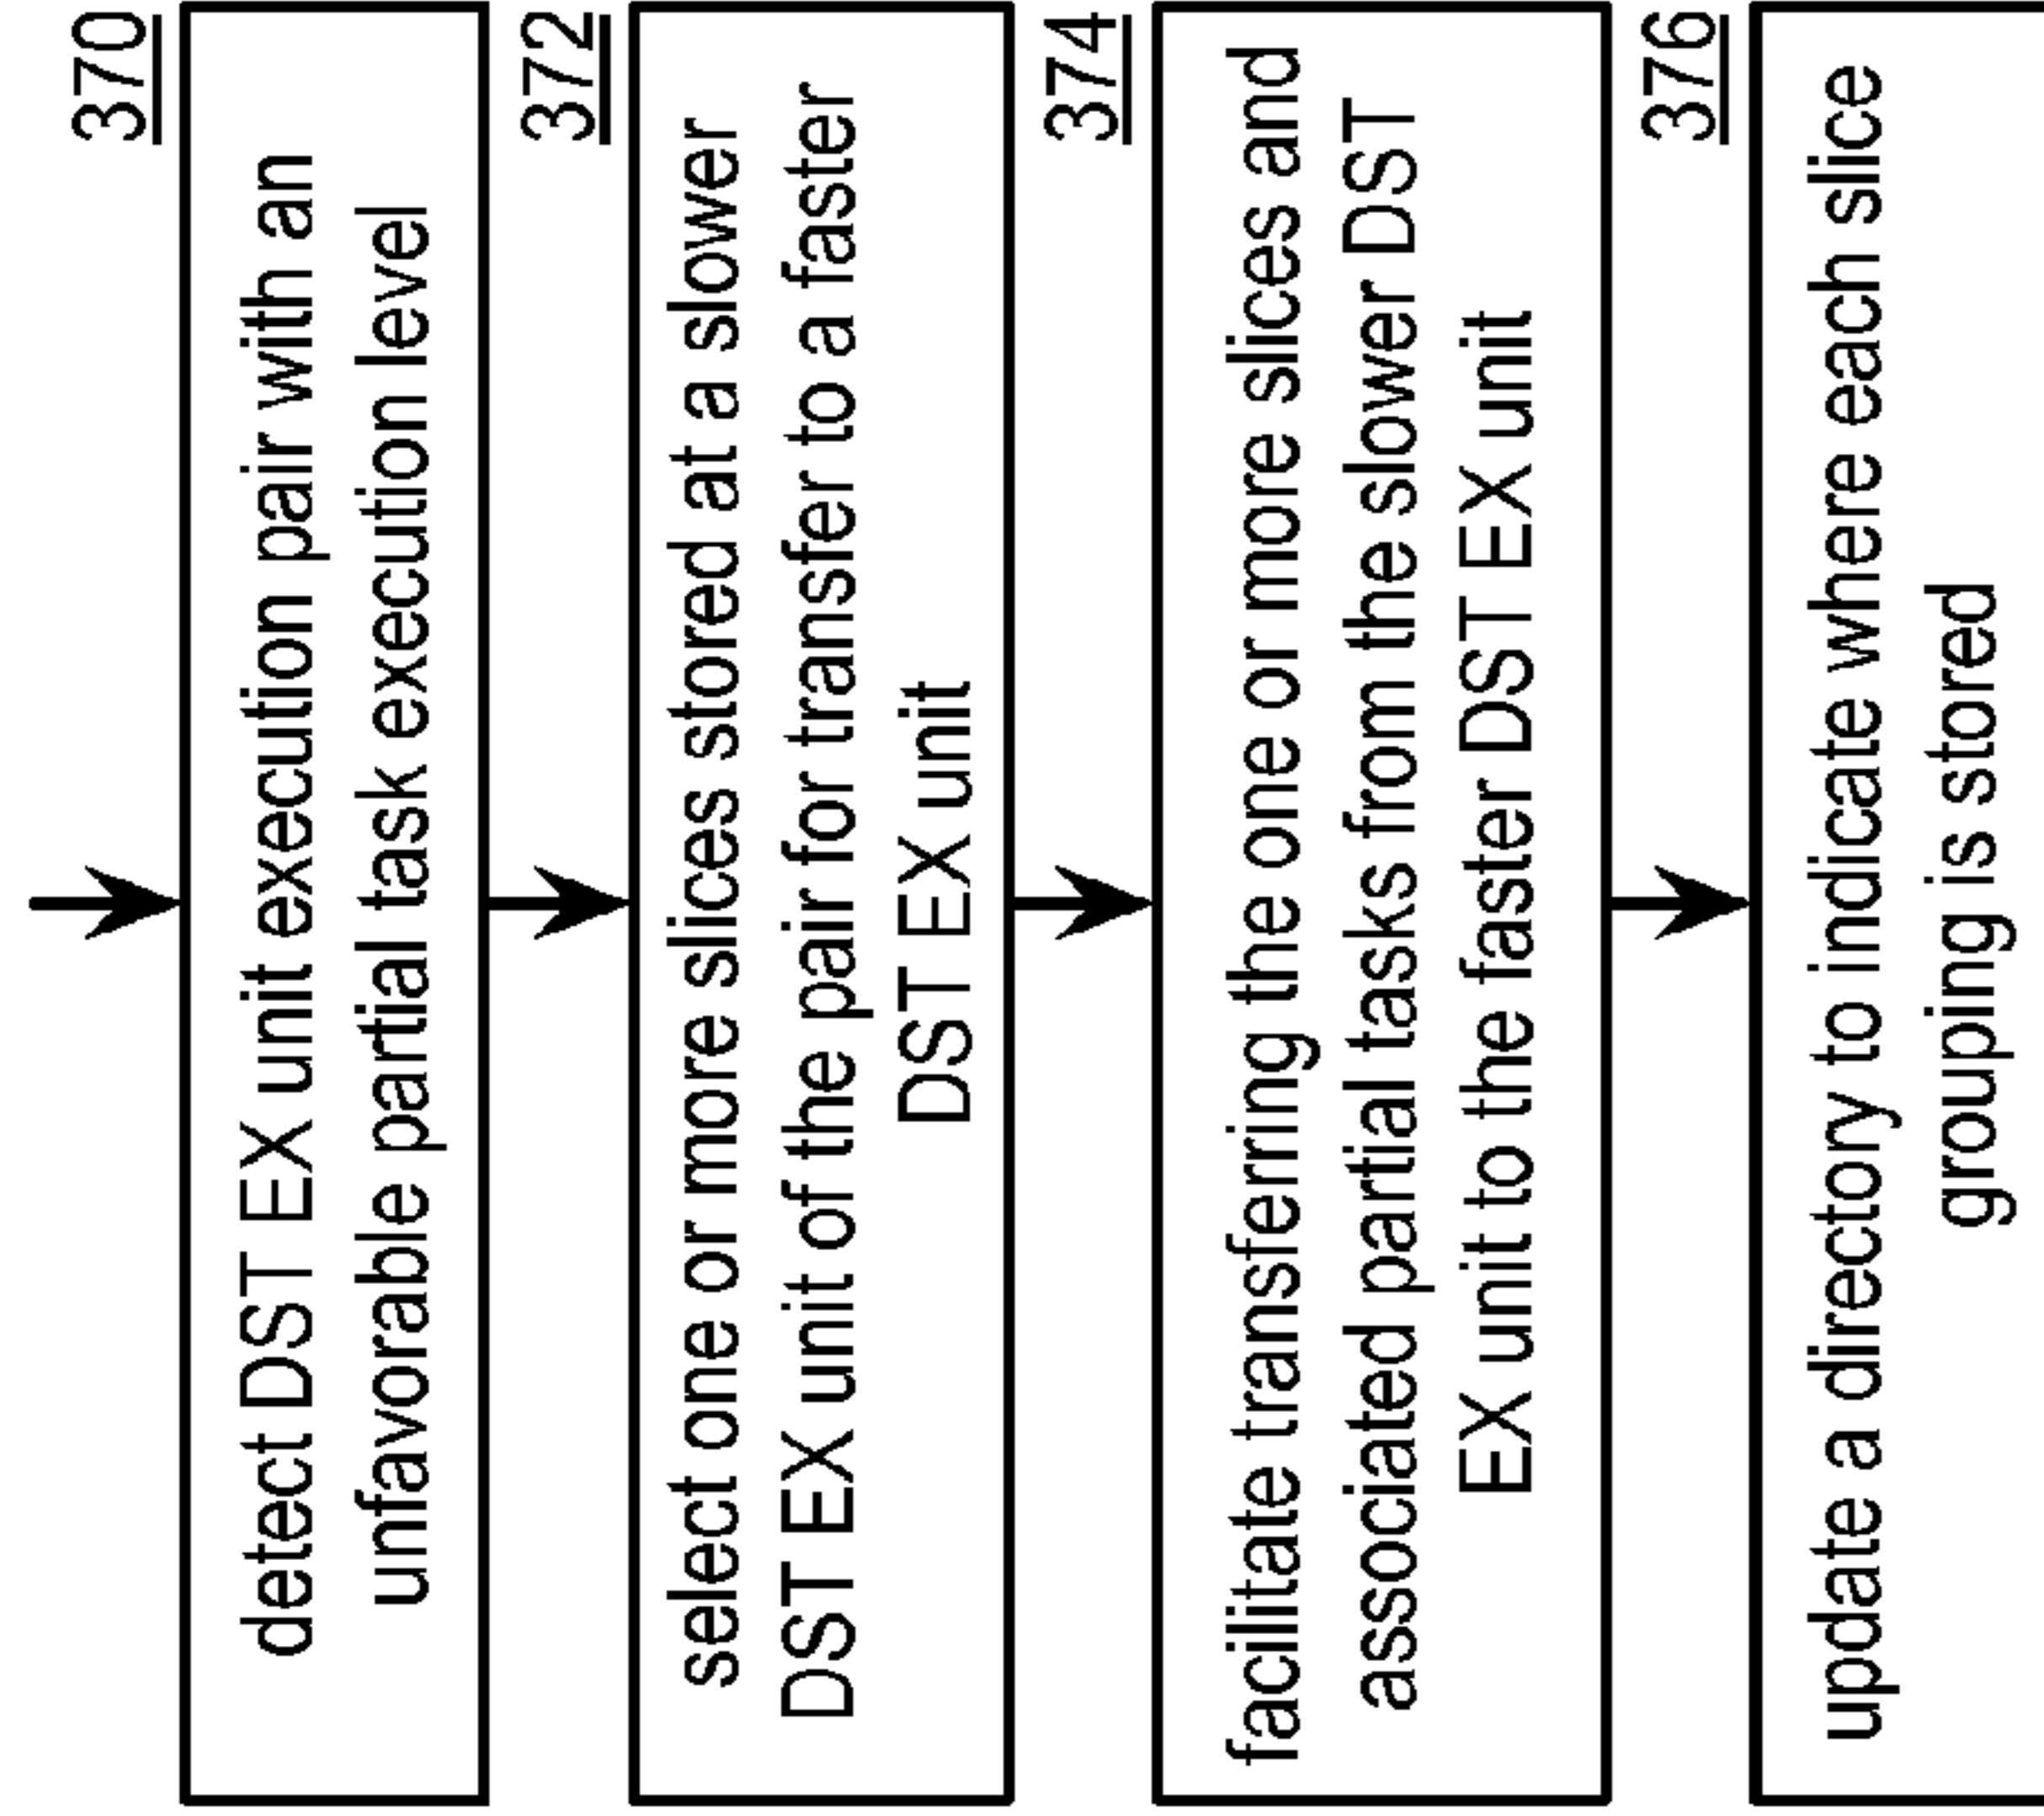 370
detect DST EX unit execution pair with an
unfavorable partial task execution level
372
select one or more slices stored at a slower
DST EX unit of the pair for transfer to a faster
DST EX unit
374
facilitate transferring the one or more slices and
associated partial tasks from the slower DST
EX unit to the faster DST EX unit
376
update a directory to indicate where each slice
grouping is stored